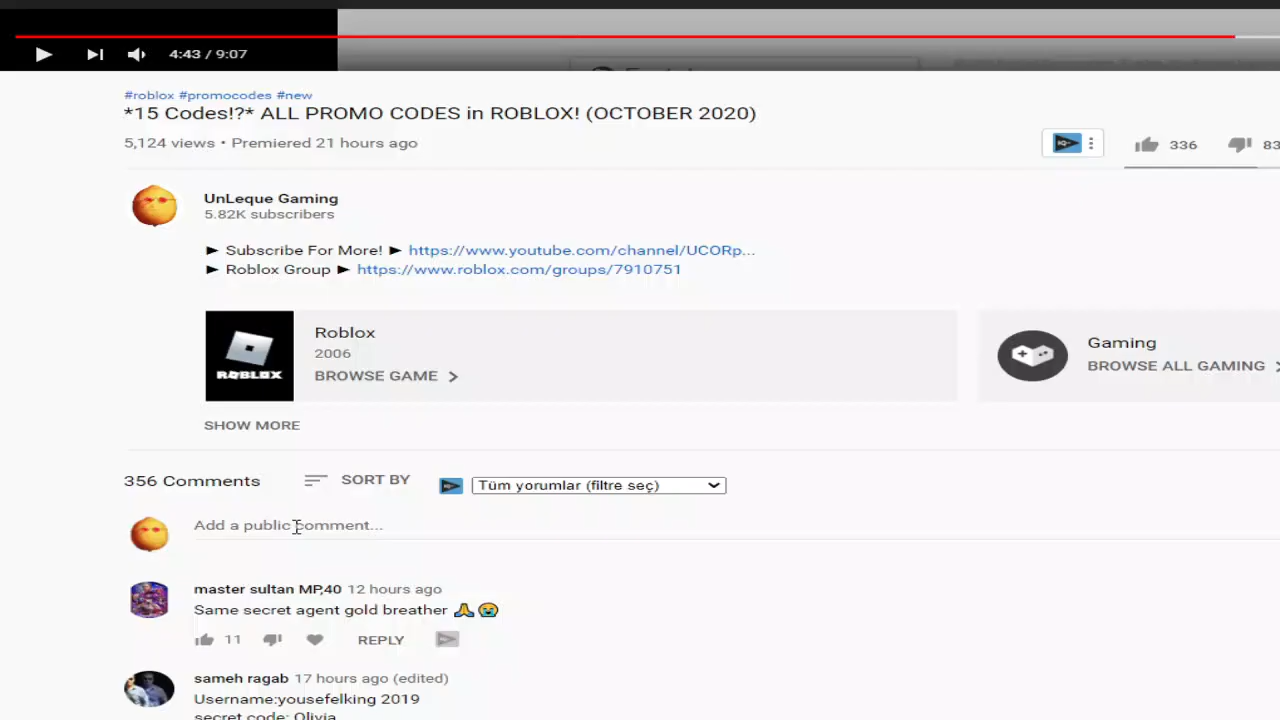 4:43 / 9:07
#roblox #promocodes #new
*15 Codes!?* ALL PROMO CODES in ROBLOX! (OCTOBER 2020)
5,124 views • Premiered 21 hours ago
336
83
UnLeque Gaming
5.82K subscribers
► Subscribe For More! ► https://www.youtube.com/channel/UCORp...
► Roblox Group ► https://www.roblox.com/groups/7910751
ROBLOX
Roblox
2006
BROWSE GAME
Gaming
BROWSE ALL GAMING
SHOW MORE
356 Comments
SORT BY
Tüm yorumlar (filtre seç)
Add a public comment...
master sultan MP,40 12 hours ago
Same secret agent gold breather 🙏😭
11
REPLY
sameh ragab 17 hours ago (edited)
Username:yousefelking 2019
secret code: Olivia